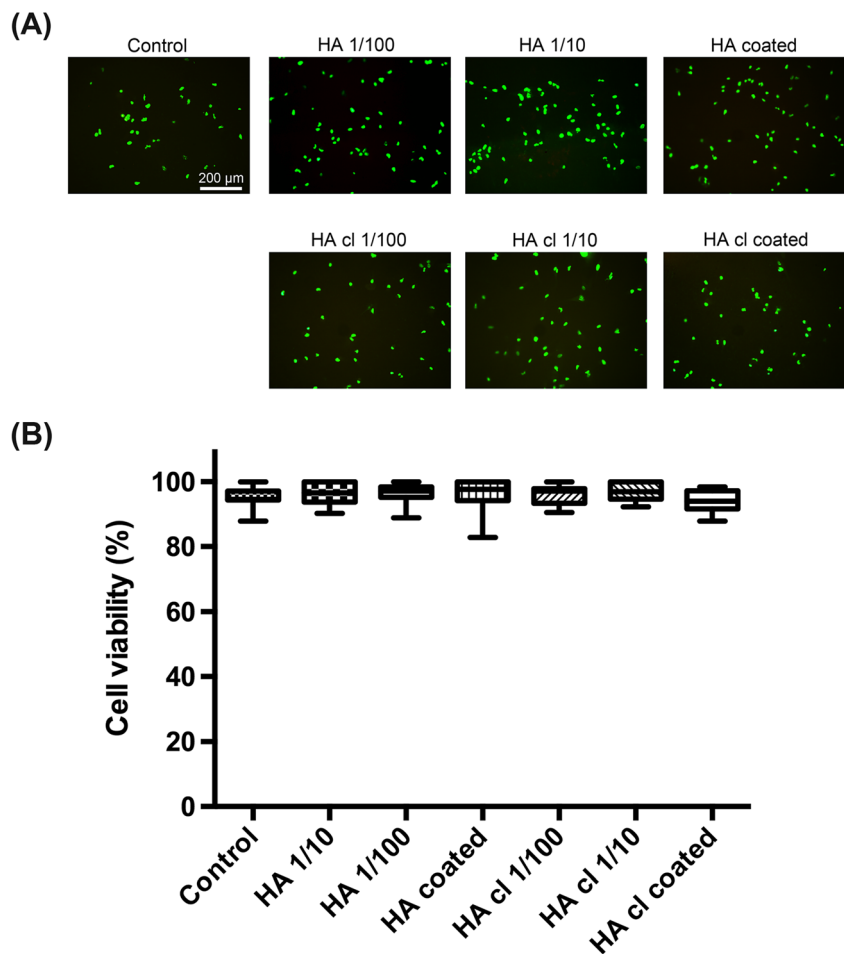 (A)
Control
HA 1/100
HA 1/10
HA coated
200 µm
HA cl 1/100
HA cl 1/10
HA cl coated
(B)
Cell viability (%)
100
80
60
40
20
0
Control
HA 1/10
HA 1/100
HA coated
HA cl 1/100
HA cl 1/10
HA cl coated